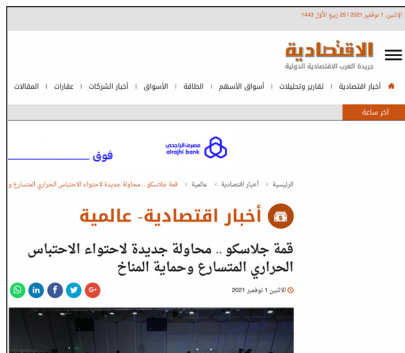 الإثنين, 1 نوفمبر 2021 | 25 ربيع الأول 1443
الاقتصادية
جريدة العرب الاقتصادية الدولية
أخبار اقتصادية | تقارير وتحليلات | أسواق الأسهم | الطاقة | الأسواق | أخبار الشركات | عقارات | المقالات
أخر ساعة
مصرف الراجحي
alrajhi bank
فوق
الرئيسية > أخبار اقتصادية > عالمية > قمة جلاسكو .. محاولة جديدة لاحتواء الاحتباس الحراري المتسارع و
أخبار اقتصادية- عالمية
قمة جلاسكو .. محاولة جديدة لاحتواء الاحتباس
الحراري المتسارع وحماية المناخ
الاثنين 1 نوفمبر 2021